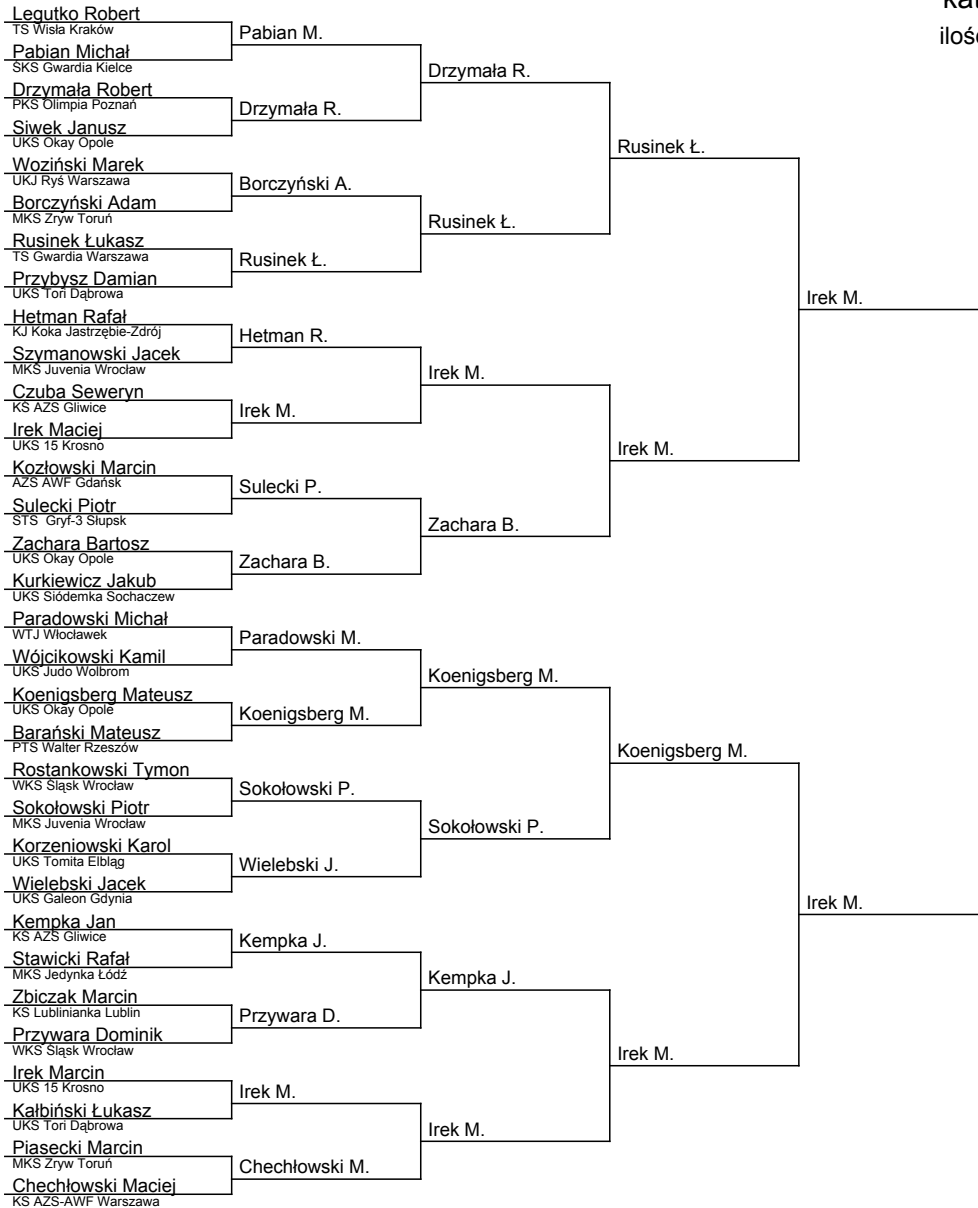 kat
ilość
Legutko Robert
TS Wisła Kraków
Pabian Michał
SKS Gwardia Kielce
Drzymała Robert
PKS Olimpia Poznań
Siwek Janusz
UKS Okay Opole
Woziński Marek
UKJ Ryś Warszawa
Borczyński Adam
MKS Zryw Toruń
Rusinek Łukasz
TS Gwardia Warszawa
Przybysz Damian
UKS Tori Dąbrowa
Hetman Rafał
KJ Koka Jastrzębie-Zdrój
Szymanowski Jacek
MKS Juvenia Wrocław
Czuba Seweryn
KS AZS Gliwice
Irek Maciej
UKS 15 Krosno
Kozłowski Marcin
AZS AWF Gdańsk
Sulecki Piotr
STS Gryf-3 Słupsk
Zachara Bartosz
UKS Okay Opole
Kurkiewicz Jakub
UKS Siódemka Sochaczew
Paradowski Michał
WTJ Włocławek
Wójcikowski Kamil
UKS Judo Wolbrom
Koenigsberg Mateusz
UKS Okay Opole
Barański Mateusz
PTS Walter Rzeszów
Rostankowski Tymon
WKS Śląsk Wrocław
Sokołowski Piotr
MKS Juvenia Wrocław
Korzeniowski Karol
UKS Tomita Elbląg
Wielebski Jacek
UKS Galeon Gdynia
Kempka Jan
KS AZS Gliwice
Stawicki Rafał
MKS Jedynka Łódź
Zbiczak Marcin
KS Lublinianka Lublin
Przywara Dominik
WKS Śląsk Wrocław
Irek Marcin
UKS 15 Krosno
Kałbiński Łukasz
UKS Tori Dąbrowa
Piasecki Marcin
MKS Zryw Toruń
Chechłowski Maciej
KS AZS-AWF Warszawa
Pabian M.
Drzymała R.
Borczyński A.
Rusinek Ł.
Hetman R.
Irek M.
Sulecki P.
Zachara B.
Paradowski M.
Koenigsberg M.
Sokołowski P.
Wielebski J.
Kempka J.
Przywara D.
Irek M.
Chechłowski M.
Drzymała R.
Rusinek Ł.
Irek M.
Zachara B.
Koenigsberg M.
Sokołowski P.
Kempka J.
Irek M.
Rusinek Ł.
Irek M.
Koenigsberg M.
Irek M.
Irek M.
Irek M.